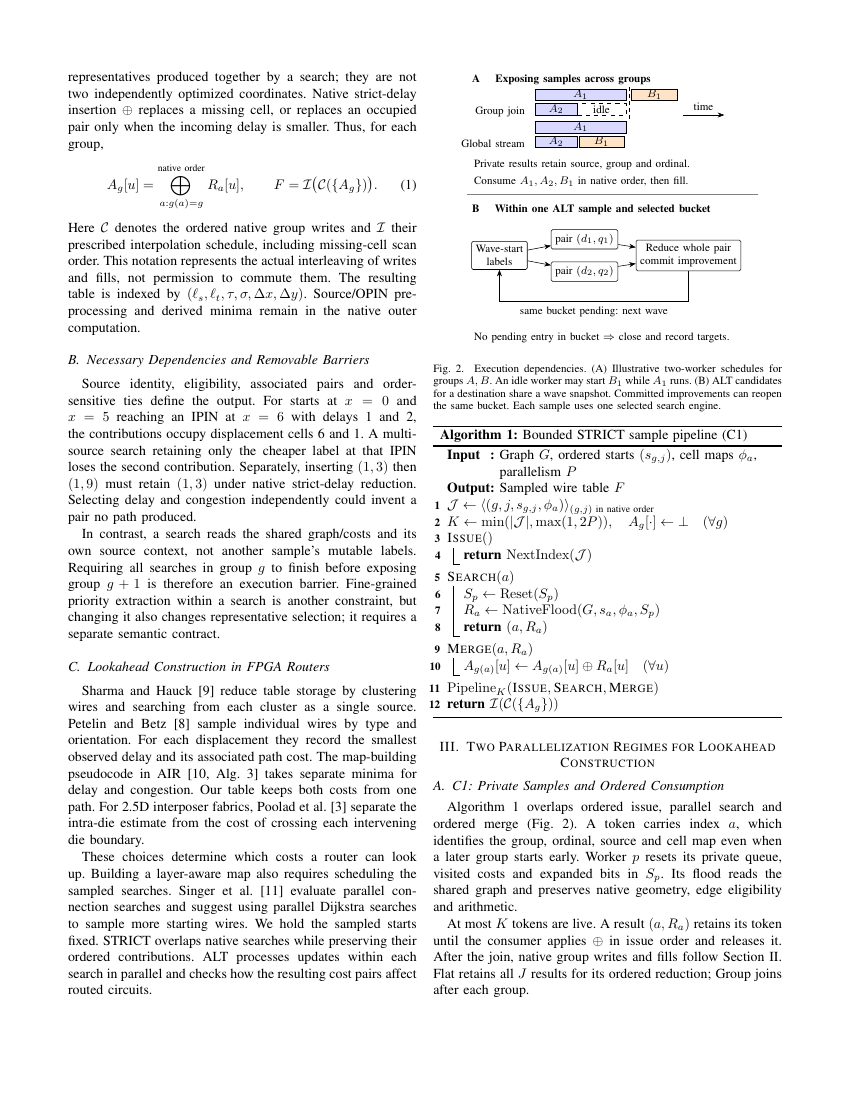 representatives produced together by a search; they are not
two independently optimized coordinates. Native strict-delay
insertion ⊕ replaces a missing cell, or replaces an occupied
pair only when the incoming delay is smaller. Thus, for each
group,
native order
A_g[u] = ⨁ R_a[u], F = I(C({A_g})). (1)
a:g(a)=g
Here C denotes the ordered native group writes and I their
prescribed interpolation schedule, including missing-cell scan
order. This notation represents the actual interleaving of writes
and fills, not permission to commute them. The resulting
table is indexed by (ℓ_s, ℓ_t, τ, σ, Δx, Δy). Source/OPIN pre-
processing and derived minima remain in the native outer
computation.
B. Necessary Dependencies and Removable Barriers
Source identity, eligibility, associated pairs and order-
sensitive ties define the output. For starts at x = 0 and
x = 5 reaching an IPIN at x = 6 with delays 1 and 2,
the contributions occupy displacement cells 6 and 1. A multi-
source search retaining only the cheaper label at that IPIN
loses the second contribution. Separately, inserting (1, 3) then
(1, 9) must retain (1, 3) under native strict-delay reduction.
Selecting delay and congestion independently could invent a
pair no path produced.
In contrast, a search reads the shared graph/costs and its
own source context, not another sample's mutable labels.
Requiring all searches in group g to finish before exposing
group g + 1 is therefore an execution barrier. Fine-grained
priority extraction within a search is another constraint, but
changing it also changes representative selection; it requires a
separate semantic contract.
C. Lookahead Construction in FPGA Routers
Sharma and Hauck [9] reduce table storage by clustering
wires and searching from each cluster as a single source.
Petelin and Betz [8] sample individual wires by type and
orientation. For each displacement they record the smallest
observed delay and its associated path cost. The map-building
pseudocode in AIR [10, Alg. 3] takes separate minima for
delay and congestion. Our table keeps both costs from one
path. For 2.5D interposer fabrics, Poolad et al. [3] separate the
intra-die estimate from the cost of crossing each intervening
die boundary.
These choices determine which costs a router can look
up. Building a layer-aware map also requires scheduling the
sampled searches. Singer et al. [11] evaluate parallel con-
nection searches and suggest using parallel Dijkstra searches
to sample more starting wires. We hold the sampled starts
fixed. STRICT overlaps native searches while preserving their
ordered contributions. ALT processes updates within each
search in parallel and checks how the resulting cost pairs affect
routed circuits.
A Exposing samples across groups
A_1 B_1
Group join A_2 idle time
A_1
Global stream A_2 B_1
Private results retain source, group and ordinal.
Consume A_1, A_2, B_1 in native order, then fill.
B Within one ALT sample and selected bucket
Wave-start
labels
pair (d_1, q_1)
pair (d_2, q_2)
Reduce whole pair
commit improvement
same bucket pending: next wave
No pending entry in bucket ⇒ close and record targets.
Fig. 2. Execution dependencies. (A) Illustrative two-worker schedules for
groups A, B. An idle worker may start B_1 while A_1 runs. (B) ALT candidates
for a destination share a wave snapshot. Committed improvements can reopen
the same bucket. Each sample uses one selected search engine.
Algorithm 1: Bounded STRICT sample pipeline (C1)
Input : Graph G, ordered starts (s_{g,j}), cell maps ϕ_a,
parallelism P
Output: Sampled wire table F
1 J ← ⟨(g, j, s_{g,j}, ϕ_a)⟩_{(g,j) in native order}
2 K ← min(|J|, max(1, 2P)), A_g[·] ← ⊥ (∀g)
3 ISSUE()
4 return NextIndex(J)
5 SEARCH(a)
6 S_p ← Reset(S_p)
7 R_a ← NativeFlood(G, s_a, ϕ_a, S_p)
8 return (a, R_a)
9 MERGE(a, R_a)
10 A_{g(a)}[u] ← A_{g(a)}[u] ⊕ R_a[u] (∀u)
11 Pipeline_K(ISSUE, SEARCH, MERGE)
12 return I(C({A_g}))
III. TWO PARALLELIZATION REGIMES FOR LOOKAHEAD
CONSTRUCTION
A. C1: Private Samples and Ordered Consumption
Algorithm 1 overlaps ordered issue, parallel search and
ordered merge (Fig. 2). A token carries index a, which
identifies the group, ordinal, source and cell map even when
a later group starts early. Worker p resets its private queue,
visited costs and expanded bits in S_p. Its flood reads the
shared graph and preserves native geometry, edge eligibility
and arithmetic.
At most K tokens are live. A result (a, R_a) retains its token
until the consumer applies ⊕ in issue order and releases it.
After the join, native group writes and fills follow Section II.
Flat retains all J results for its ordered reduction; Group joins
after each group.